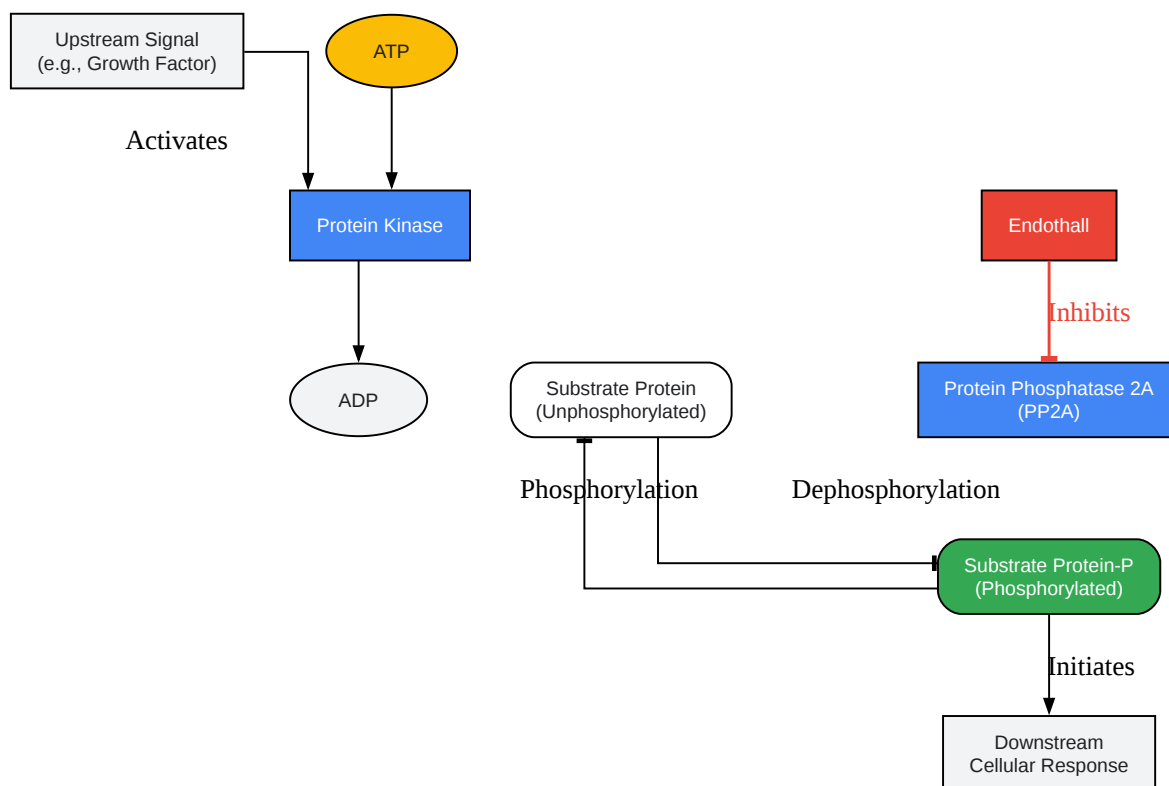 Upstream Signal
(e.g., Growth Factor)
ATP
Activates
Protein Kinase
Endothall
Inhibits
ADP
Substrate Protein
(Unphosphorylated)
Protein Phosphatase 2A
(PP2A)
Phosphorylation
Dephosphorylation
Substrate Protein-P
(Phosphorylated)
Initiates
Downstream
Cellular Response